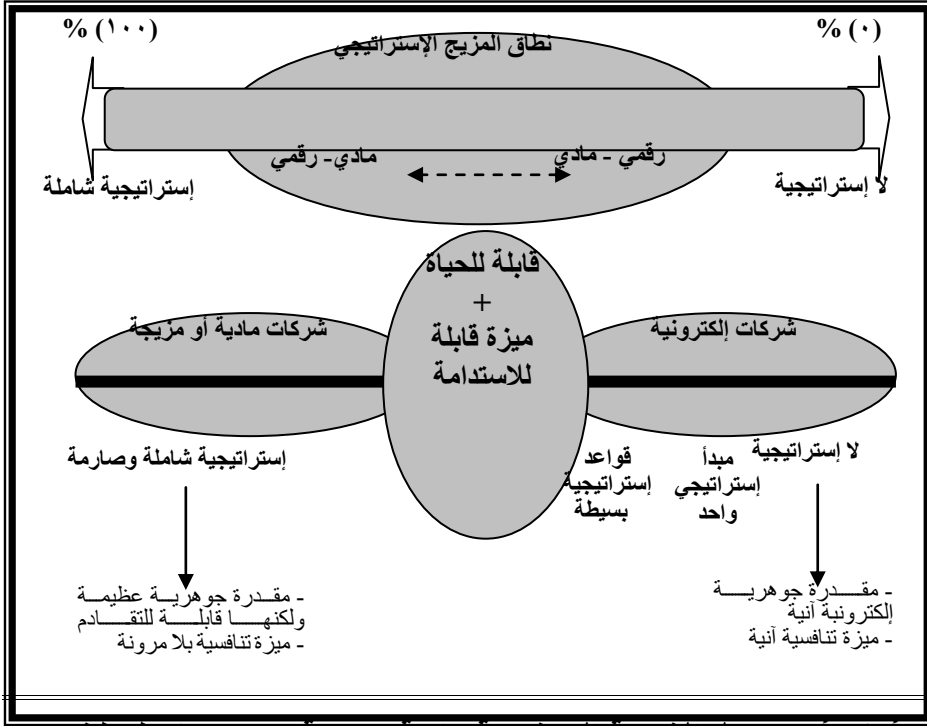 % (٠)
% (١٠٠)
نطاق المزيج الإستراتيجي
رقمي - مادي
مادي- رقمي
لا إستراتيجية
إستراتيجية شاملة
قابلة للحياة
+
ميزة قابلة
للاستدامة
شركات إلكترونية
شركات مادية أو مزيجة
لا إستراتيجية
مبدأ
إستراتيجي
واحد
قواعد
إستراتيجية
بسيطة
إستراتيجية شاملة وصارمة
- مقدرة جوهرية
إلكترونبة آنية
- ميزة تنافسية آنية
- مقدرة جوهرية عظيمة
ولكنها قابلة للتقادم
- ميزة تنافسية بلا مرونة